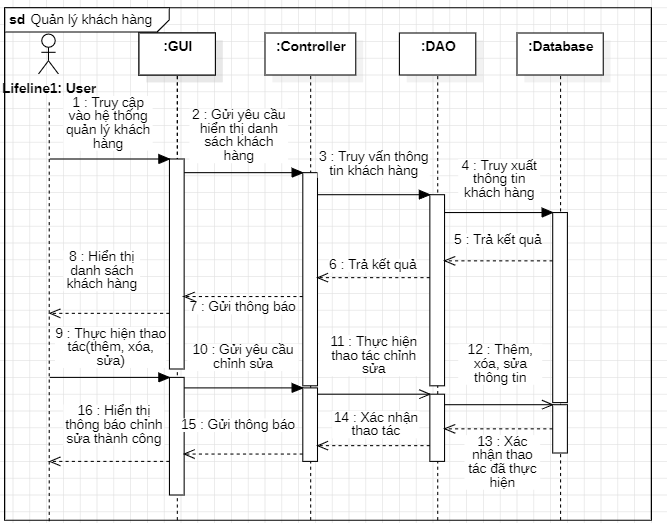 sd Quản lý khách hàng
:GUI
:Controller
:DAO
:Database
Lifeline1: User
1 : Truy cập
vào hệ thống
quản lý khách
hàng
2 : Gửi yêu cầu
hiển thị danh
sách khách
hàng
3 : Truy vấn thông
tin khách hàng
4 : Truy xuất
thông tin
khách hàng
5 : Trả kết quả
6 : Trả kết quả
7 : Gửi thông báo
8 : Hiển thị
danh sách
khách hàng
9 : Thực hiện thao
tác(thêm, xóa,
sửa)
10 : Gửi yêu cầu
chỉnh sửa
11 : Thực hiện
thao tác chỉnh
sửa
12 : Thêm,
xóa, sửa
thông tin
13 : Xác
nhận thao
tác đã thực
hiện
14 : Xác nhận
thao tác
15 : Gửi thông báo
16 : Hiển thị
thông báo chỉnh
sửa thành công